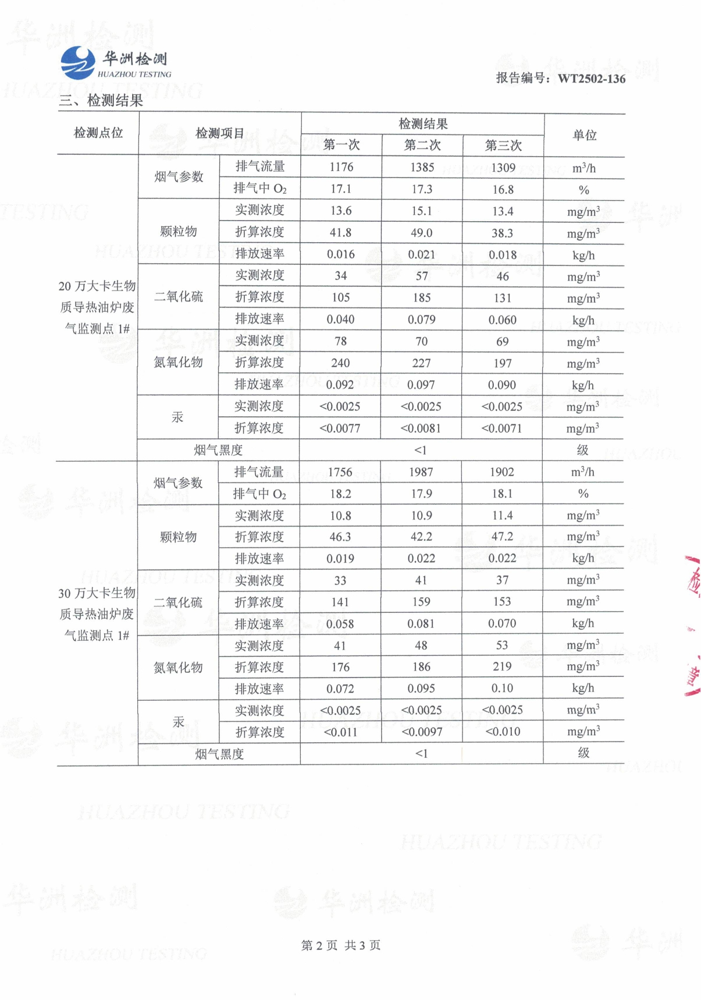 华洲检测
HUAZHOU TESTING
报告编号：WT2502-136
三、检测结果
检测点位 检测项目 检测结果 单位
第一次 第二次 第三次
20万大卡生物质导热油炉废气监测点1#
烟气参数 排气流量 1176 1385 1309 m³/h
排气中 O₂ 17.1 17.3 16.8 %
颗粒物 实测浓度 13.6 15.1 13.4 mg/m³
折算浓度 41.8 49.0 38.3 mg/m³
排放速率 0.016 0.021 0.018 kg/h
二氧化硫 实测浓度 34 57 46 mg/m³
折算浓度 105 185 131 mg/m³
排放速率 0.040 0.079 0.060 kg/h
氮氧化物 实测浓度 78 70 69 mg/m³
折算浓度 240 227 197 mg/m³
排放速率 0.092 0.097 0.090 kg/h
汞 实测浓度 <0.0025 <0.0025 <0.0025 mg/m³
折算浓度 <0.0077 <0.0081 <0.0071 mg/m³
烟气黑度 <1 级
30万大卡生物质导热油炉废气监测点1#
烟气参数 排气流量 1756 1987 1902 m³/h
排气中 O₂ 18.2 17.9 18.1 %
颗粒物 实测浓度 10.8 10.9 11.4 mg/m³
折算浓度 46.3 42.2 47.2 mg/m³
排放速率 0.019 0.022 0.022 kg/h
二氧化硫 实测浓度 33 41 37 mg/m³
折算浓度 141 159 153 mg/m³
排放速率 0.058 0.081 0.070 kg/h
氮氧化物 实测浓度 41 48 53 mg/m³
折算浓度 176 186 219 mg/m³
排放速率 0.072 0.095 0.10 kg/h
汞 实测浓度 <0.0025 <0.0025 <0.0025 mg/m³
折算浓度 <0.011 <0.0097 <0.010 mg/m³
烟气黑度 <1 级
第 2 页 共 3 页